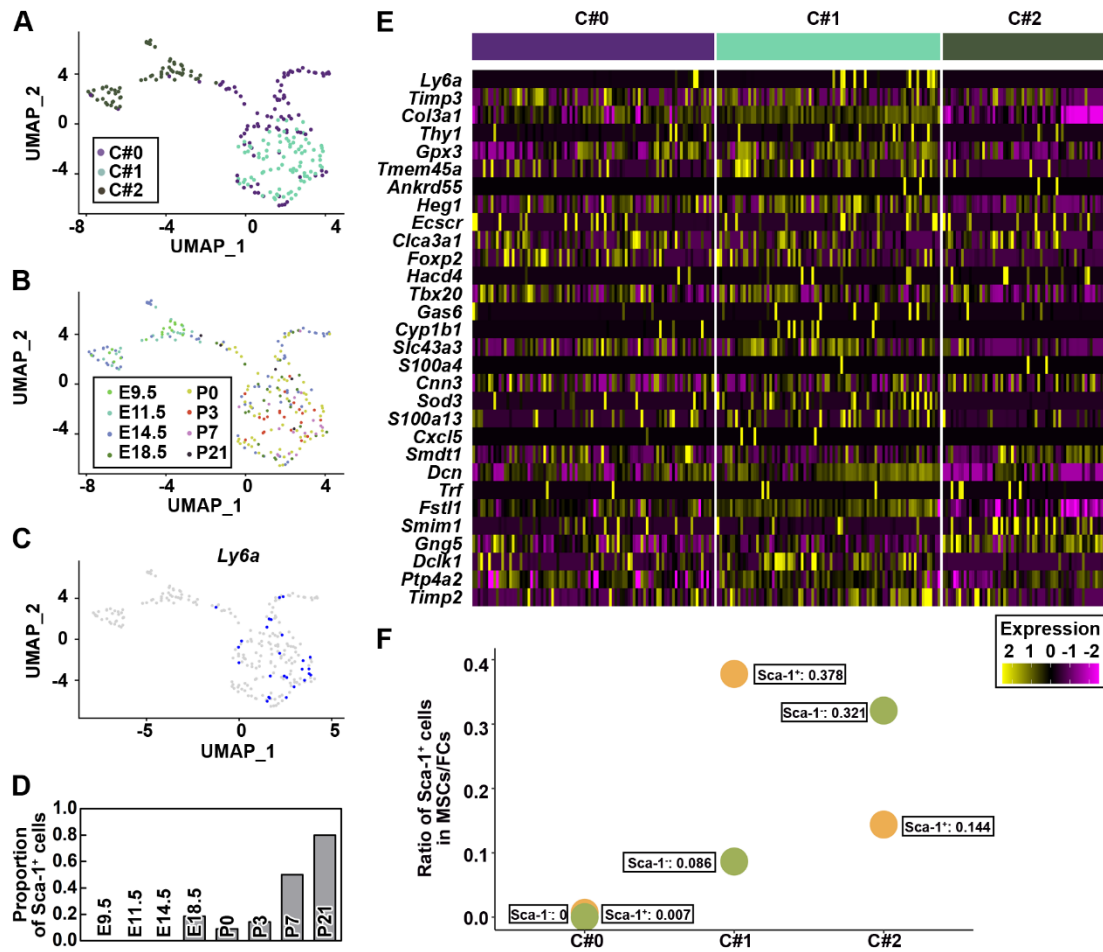 A
UMAP_2
4
0
-4
C#0
C#1
C#2
-8
-4
0
4
UMAP_1
B
UMAP_2
4
0
-4
E9.5
E11.5
E14.5
E18.5
P0
P3
P7
P21
-8
-4
0
4
UMAP_1
C
Ly6a
UMAP_2
4
0
-4
-5
0
5
UMAP_1
D
Proportion
of Sca-1+ cells
1.0
0.8
0.6
0.4
0.2
0.0
E9.5
E11.5
E14.5
E18.5
P0
P3
P7
P21
E
C#0
C#1
C#2
Ly6a
Timp3
Col3a1
Thy1
Gpx3
Tmem45a
Ankrd55
Heg1
Ecscr
Clca3a1
Foxp2
Hacd4
Tbx20
Gas6
Cyp1b1
Slc43a3
S100a4
Cnn3
Sod3
S100a13
Cxcl5
Smdt1
Dcn
Trf
Fstl1
Smim1
Gng5
Dclk1
Ptp4a2
Timp2
Expression
2 1 0 -1 -2
F
Ratio of Sca-1+ cells
in MSCs/FCs
0.4
0.3
0.2
0.1
0.0
Sca-1+: 0.378
Sca-1-: 0.321
Sca-1+: 0.144
Sca-1-: 0.086
Sca-1-: 0
Sca-1+: 0.007
C#0
C#1
C#2